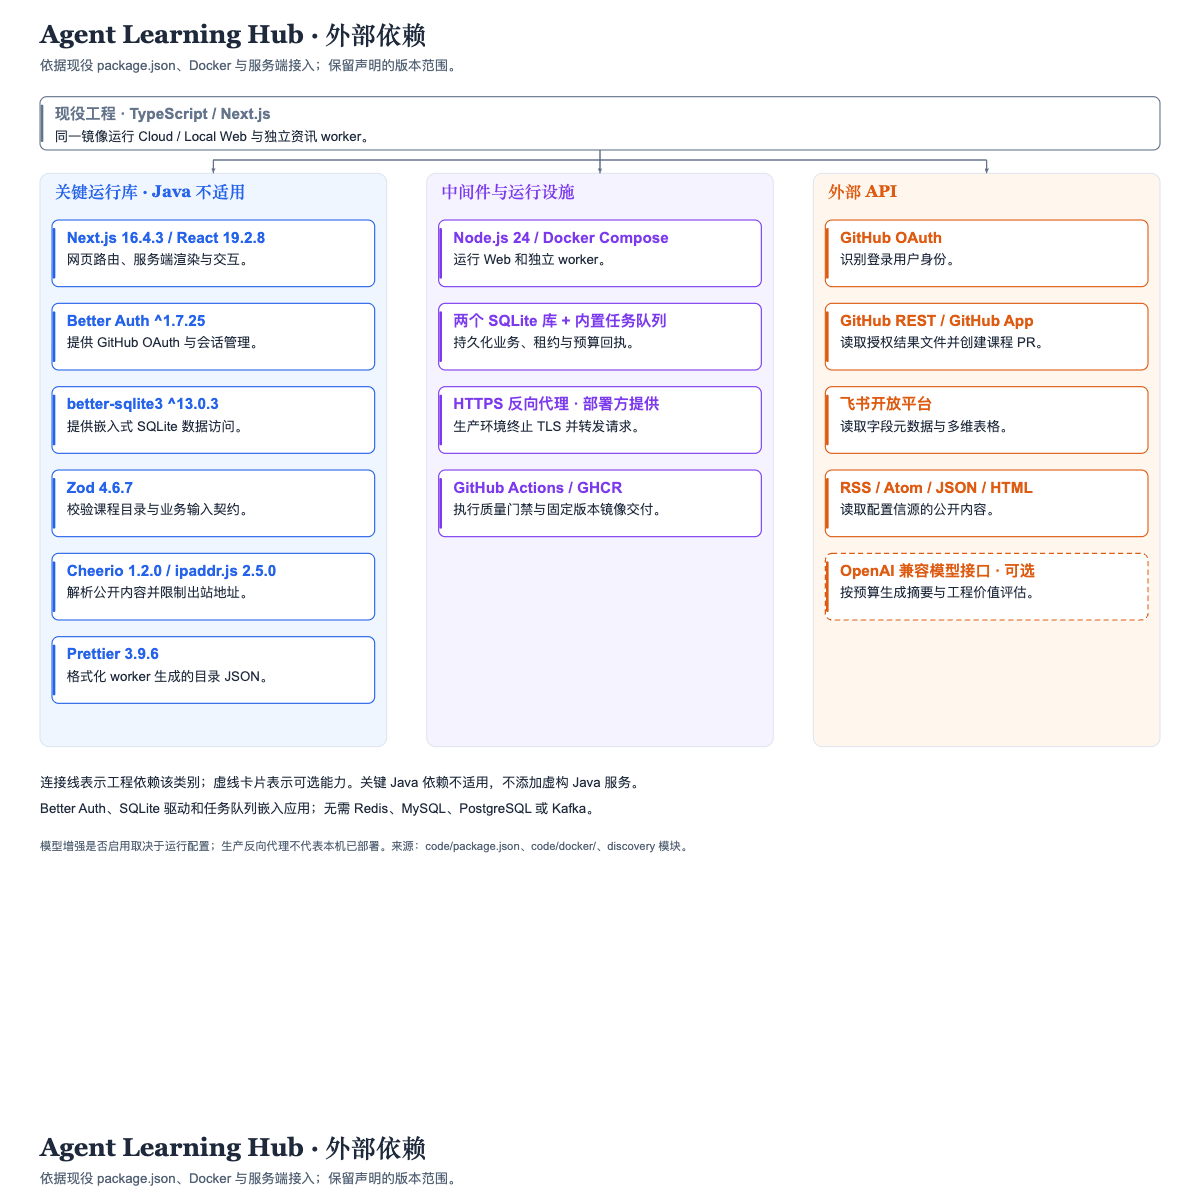 Agent Learning Hub · 外部依赖
依据现役 package.json、Docker 与服务端接入；保留声明的版本范围。
现役工程 · TypeScript / Next.js
同一镜像运行 Cloud / Local Web 与独立资讯 worker。
关键运行库 · Java 不适用
Next.js 16.4.3 / React 19.2.8
网页路由、服务端渲染与交互。
Better Auth ^1.7.25
提供 GitHub OAuth 与会话管理。
better-sqlite3 ^13.0.3
提供嵌入式 SQLite 数据访问。
Zod 4.6.7
校验课程目录与业务输入契约。
Cheerio 1.2.0 / ipaddr.js 2.5.0
解析公开内容并限制出站地址。
Prettier 3.9.6
格式化 worker 生成的目录 JSON。
中间件与运行设施
Node.js 24 / Docker Compose
运行 Web 和独立 worker。
两个 SQLite 库 + 内置任务队列
持久化业务、租约与预算回执。
HTTPS 反向代理 · 部署方提供
生产环境终止 TLS 并转发请求。
GitHub Actions / GHCR
执行质量门禁与固定版本镜像交付。
外部 API
GitHub OAuth
识别登录用户身份。
GitHub REST / GitHub App
读取授权结果文件并创建课程 PR。
飞书开放平台
读取字段元数据与多维表格。
RSS / Atom / JSON / HTML
读取配置信源的公开内容。
OpenAI 兼容模型接口 · 可选
按预算生成摘要与工程价值评估。
连接线表示工程依赖该类别；虚线卡片表示可选能力。关键 Java 依赖不适用，不添加虚构 Java 服务。
Better Auth、SQLite 驱动和任务队列嵌入应用；无需 Redis、MySQL、PostgreSQL 或 Kafka。
模型增强是否启用取决于运行配置；生产反向代理不代表本机已部署。来源：code/package.json、code/docker/、discovery 模块。
Agent Learning Hub · 外部依赖
依据现役 package.json、Docker 与服务端接入；保留声明的版本范围。